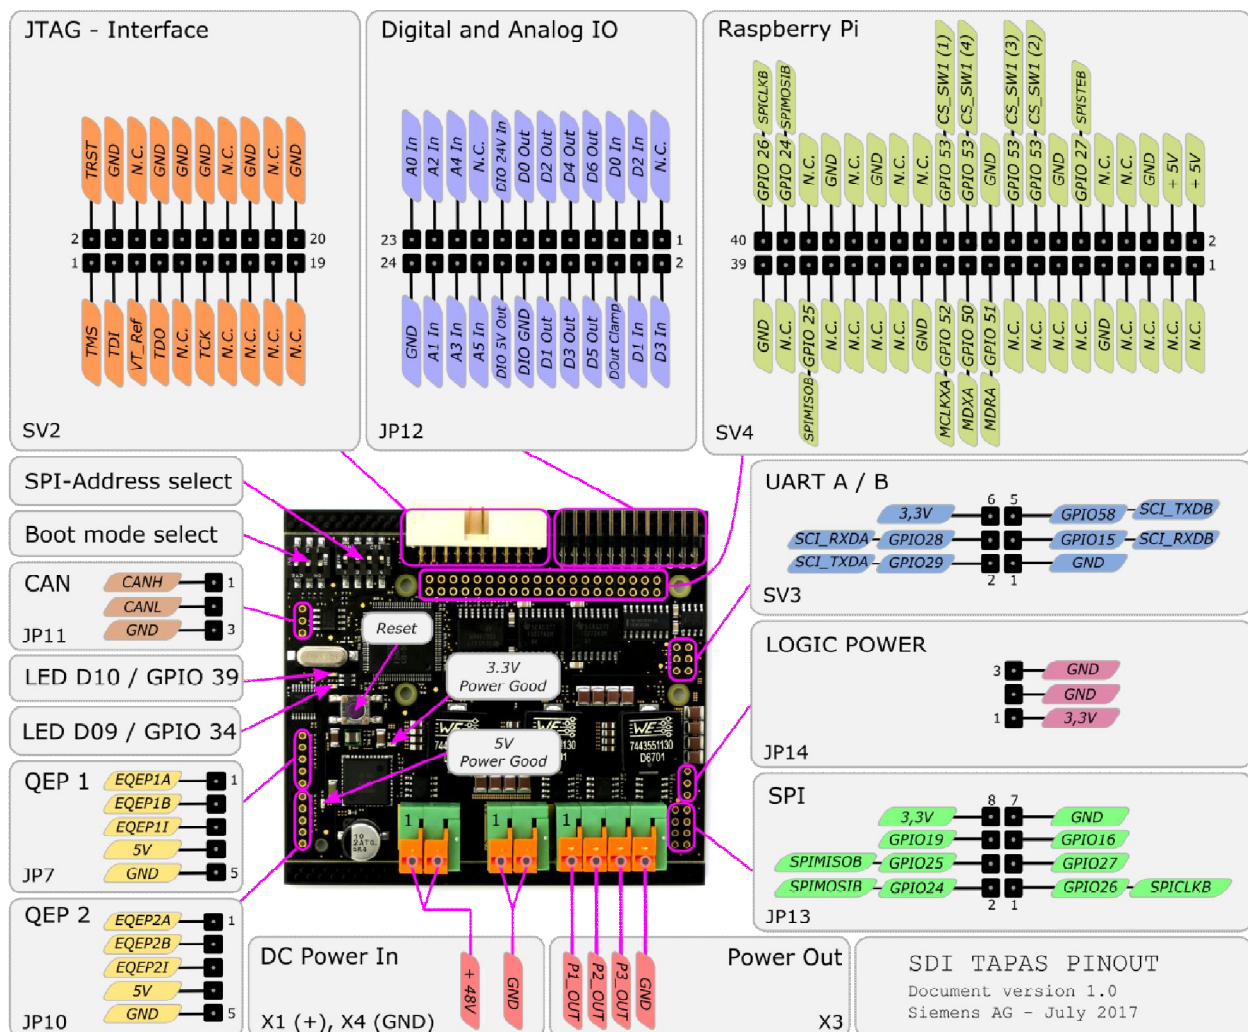 JTAG - Interface
TRST GND N.C. GND GND GND N.C. GND N.C. GND
2 20
1 19
TMS TDI VT_Ref TDO N.C. TCK N.C. N.C. N.C. N.C.
SV2
Digital and Analog IO
A0 In A2 In A4 In N.C. DIO 24V In D0 Out D2 Out D4 Out D6 Out D0 In D2 In N.C.
23 1
24 2
GND A1 In A3 In A5 In DIO 5V Out DIO GND D1 Out D3 Out D5 Out DOut Clamp D1 In D3 In
JP12
Raspberry Pi
SPICLKB SPIMOSIB CS_SW1 (1) CS_SW1 (4) CS_SW1 (3) CS_SW1 (2) SPISTEB
GPIO 26 GPIO 24 N.C. GND N.C. GND N.C. N.C. GPIO 53 GPIO 53 GND GPIO 53 GPIO 53 GND GPIO 27 N.C. N.C. GND + 5V + 5V
40 2
39 1
GND N.C. GPIO 25 N.C. N.C. N.C. N.C. GND GPIO 52 GPIO 50 GPIO 51 N.C. N.C. N.C. N.C. GND N.C. N.C. N.C. N.C.
SPIMISOB MCLKXA MDXA MDRA
SV4
SPI-Address select
Boot mode select
CAN
CANH 1
CANL
GND 3
JP11
LED D10 / GPIO 39
LED D09 / GPIO 34
QEP 1
EQEP1A 1
EQEP1B
EQEP1I
5V
GND 5
JP7
QEP 2
EQEP2A 1
EQEP2B
EQEP2I
5V
GND 5
JP10
Reset
3.3V
Power Good
5V
Power Good
WE WE WE
7443551130
D6701
1 1 1
UART A / B
6 5
3,3V GPIO58 SCI_TXDB
SCI_RXDA GPIO28 GPIO15 SCI_RXDB
SCI_TXDA GPIO29 GND
2 1
SV3
LOGIC POWER
3 GND
GND
1 3,3V
JP14
SPI
8 7
3,3V GND
GPIO19 GPIO16
SPIMISOB GPIO25 GPIO27
SPIMOSIB GPIO24 GPIO26 SPICLKB
2 1
JP13
DC Power In
+ 48V GND
X1 (+), X4 (GND)
P1_OUT P2_OUT P3_OUT GND
Power Out
X3
SDI TAPAS PINOUT
Document version 1.0
Siemens AG - July 2017